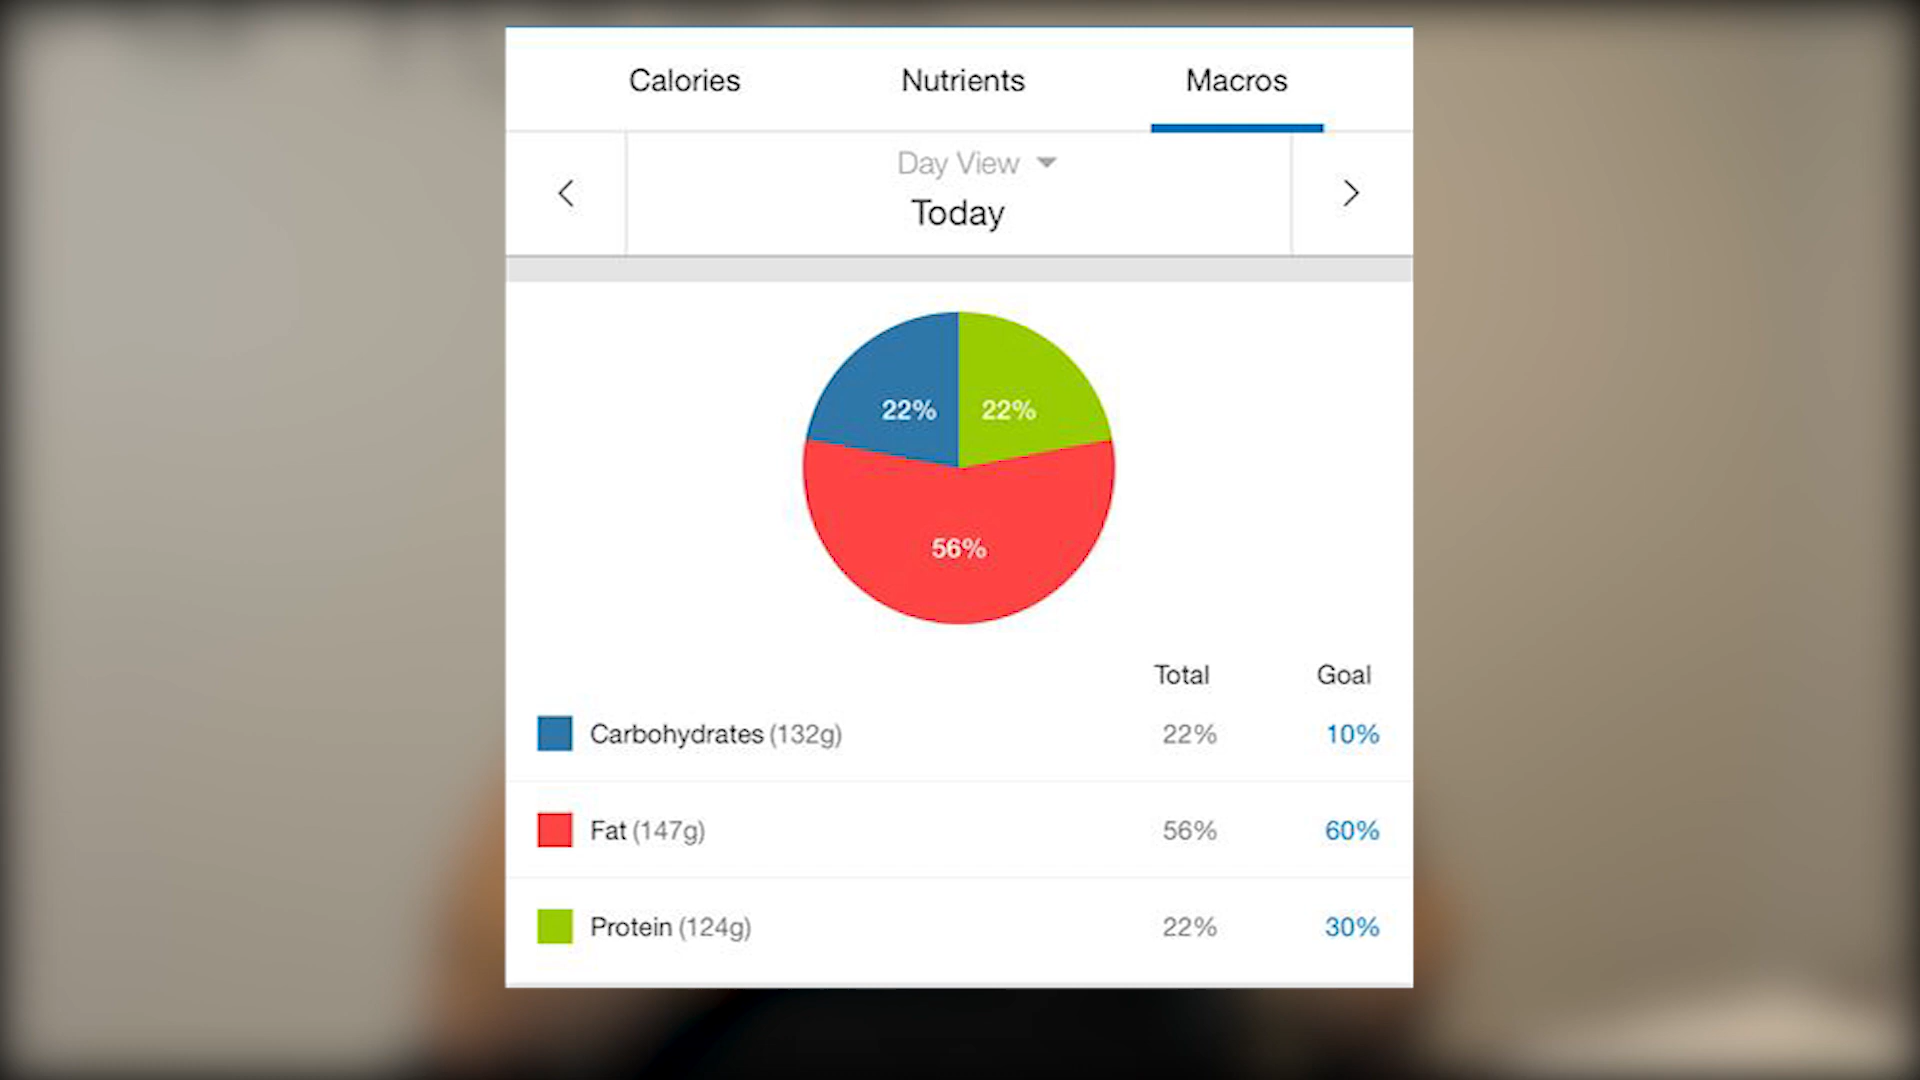 Calories Nutrients Macros
Day View
Today
22% 22%
56%
Total Goal
Carbohydrates (132g) 22% 10%
Fat (147g) 56% 60%
Protein (124g) 22% 30%